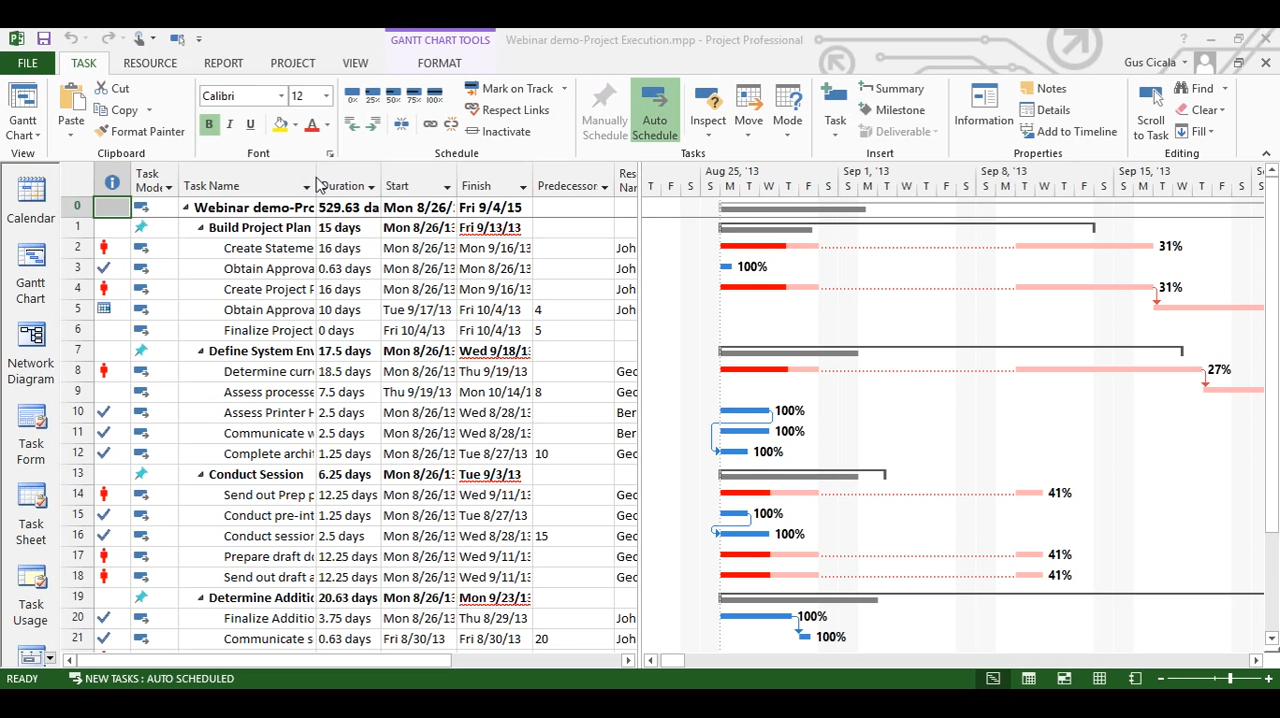 GANTT CHART TOOLS
Webinar demo-Project Execution.mpp - Project Professional
?
FILE TASK RESOURCE REPORT PROJECT VIEW FORMAT
Gus Cicala
Gantt Chart
View
Paste
Cut
Copy
Format Painter
Clipboard
Calibri 12
B I U A
Font
0% 25% 50% 75% 100%
Mark on Track
Respect Links
Inactivate
Schedule
Manually Schedule
Auto Schedule
Inspect
Move
Mode
Tasks
Task
Summary
Milestone
Deliverable
Insert
Information
Notes
Details
Add to Timeline
Properties
Scroll to Task
Find
Clear
Fill
Editing
Calendar
Gantt Chart
Network Diagram
Task Form
Task Sheet
Task Usage
Task Mode Task Name Duration Start Finish Predecessor Res Nar
Aug 25, '13 Sep 1, '13 Sep 8, '13 Sep 15, '13
T F S S M T W T F S S M T W T F S S M T W T F S S M T W T F S
0 Webinar demo-Prc 529.63 da Mon 8/26/ Fri 9/4/15
1 Build Project Plan 15 days Mon 8/26/13 Fri 9/13/13
2 Create Stateme 16 days Mon 8/26/13 Mon 9/16/13 Joh 31%
3 Obtain Approva 0.63 days Mon 8/26/13 Mon 8/26/13 Joh 100%
4 Create Project P 16 days Mon 8/26/13 Mon 9/16/13 Joh 31%
5 Obtain Approva 10 days Tue 9/17/13 Fri 10/4/13 4 Joh
6 Finalize Project 0 days Fri 10/4/13 Fri 10/4/13 5
7 Define System Env 17.5 days Mon 8/26/13 Wed 9/18/13
8 Determine curr 18.5 days Mon 8/26/13 Thu 9/19/13 Geo 27%
9 Assess processe 7.5 days Thu 9/19/13 Mon 10/14/1 8 Geo
10 Assess Printer H 2.5 days Mon 8/26/13 Wed 8/28/13 Ber 100%
11 Communicate w 2.5 days Mon 8/26/13 Wed 8/28/13 Ber 100%
12 Complete archi 1.25 days Mon 8/26/13 Tue 8/27/13 10 Geo 100%
13 Conduct Session 6.25 days Mon 8/26/13 Tue 9/3/13
14 Send out Prep p 12.25 days Mon 8/26/13 Wed 9/11/13 Geo 41%
15 Conduct pre-int 1.25 days Mon 8/26/13 Tue 8/27/13 Geo 100%
16 Conduct session 2.5 days Mon 8/26/13 Wed 8/28/13 15 Geo 100%
17 Prepare draft do 12.25 days Mon 8/26/13 Wed 9/11/13 Geo 41%
18 Send out draft a 12.25 days Mon 8/26/13 Wed 9/11/13 Geo 41%
19 Determine Additio 20.63 days Mon 8/26/13 Mon 9/23/13
20 Finalize Additio 3.75 days Mon 8/26/13 Thu 8/29/13 Geo 100%
21 Communicate s 0.63 days Fri 8/30/13 Fri 8/30/13 20 Geo 100%
READY NEW TASKS : AUTO SCHEDULED